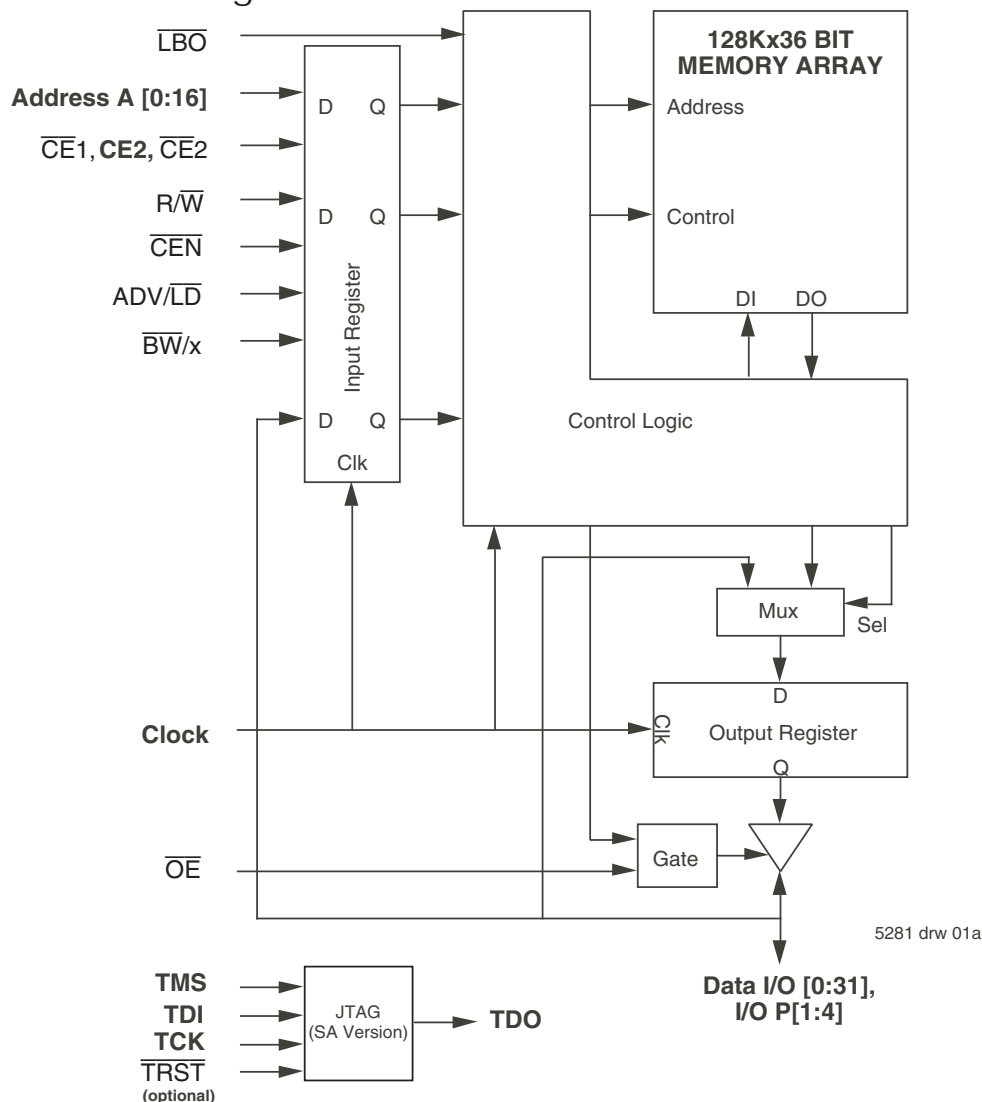 LBO
128Kx36 BIT
MEMORY ARRAY
Address A [0:16]
D Q
Address
CE1, CE2, CE2
R/W
D Q
Control
CEN
ADV/LD
DI DO
BW/x
Input Register
D Q
Control Logic
Clk
Mux
Sel
D
Clock
Clk
Output Register
Q
Gate
OE
5281 drw 01a
TMS
Data I/O [0:31],
I/O P[1:4]
TDI
JTAG
(SA Version)
TDO
TCK
TRST
(optional)